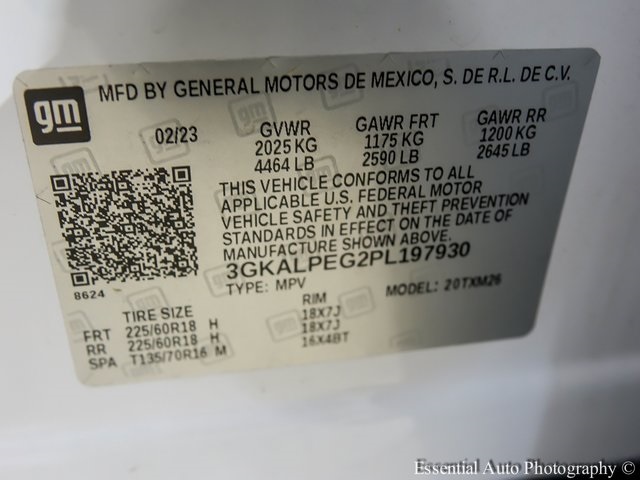 gm
MFD BY GENERAL MOTORS DE MEXICO, S. DE R.L. DE C.V.
02/23 GVWR GAWR FRT GAWR RR
2025 KG 1175 KG 1200 KG
4464 LB 2590 LB 2645 LB
THIS VEHICLE CONFORMS TO ALL
APPLICABLE U.S. FEDERAL MOTOR
VEHICLE SAFETY AND THEFT PREVENTION
STANDARDS IN EFFECT ON THE DATE OF
MANUFACTURE SHOWN ABOVE.
3GKALPEG2PL197930
8624
TYPE: MPV MODEL: 20TXM26
TIRE SIZE RIM
FRT 225/60R18 H 18X7J
RR 225/60R18 H 18X7J
SPA T135/70R16 M 16X4BT
Essential Auto Photography ©